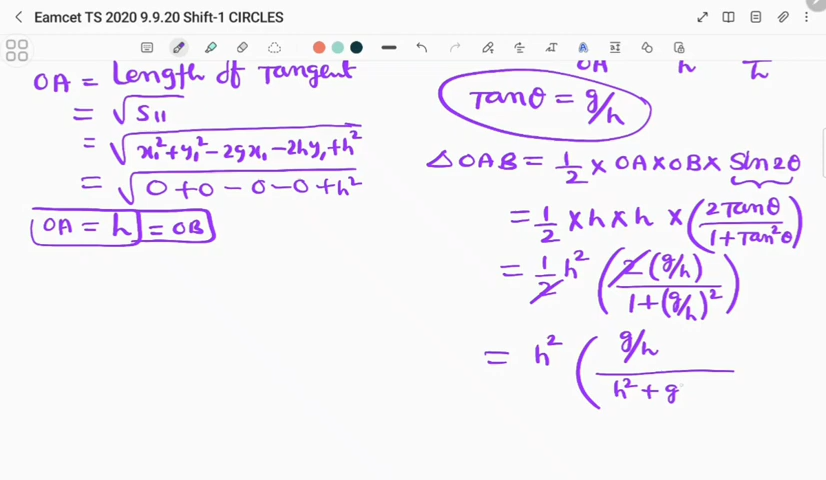 Eamcet TS 2020 9.9.20 Shift-1 CIRCLES
OA = Length of Tangent
= √S11
= √x₁²+y₁²-2gx₁-2hy₁+h²
= √0+0-0-0+h²
OA = h = OB
OA h h
Tanθ = g/h
△OAB = 1/2 × OA×OB× Sin2θ
= 1/2 × h × h × (2Tanθ/1+Tan²θ)
= 1/2 h² (2(g/h)/1+(g/h)²)
= h² (g/h / h²+g